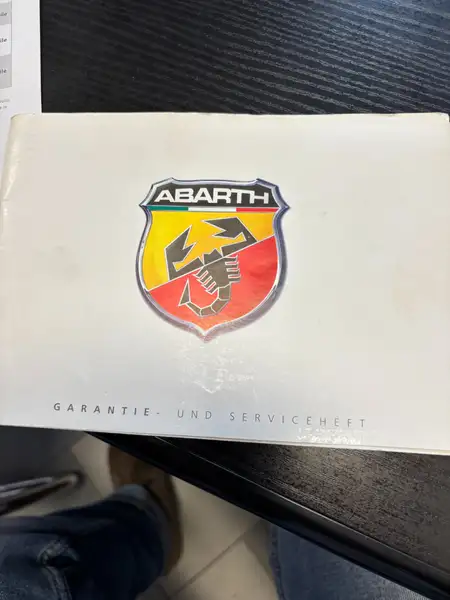 ABARTH
GARANTIE- UND SERVICEHEFT